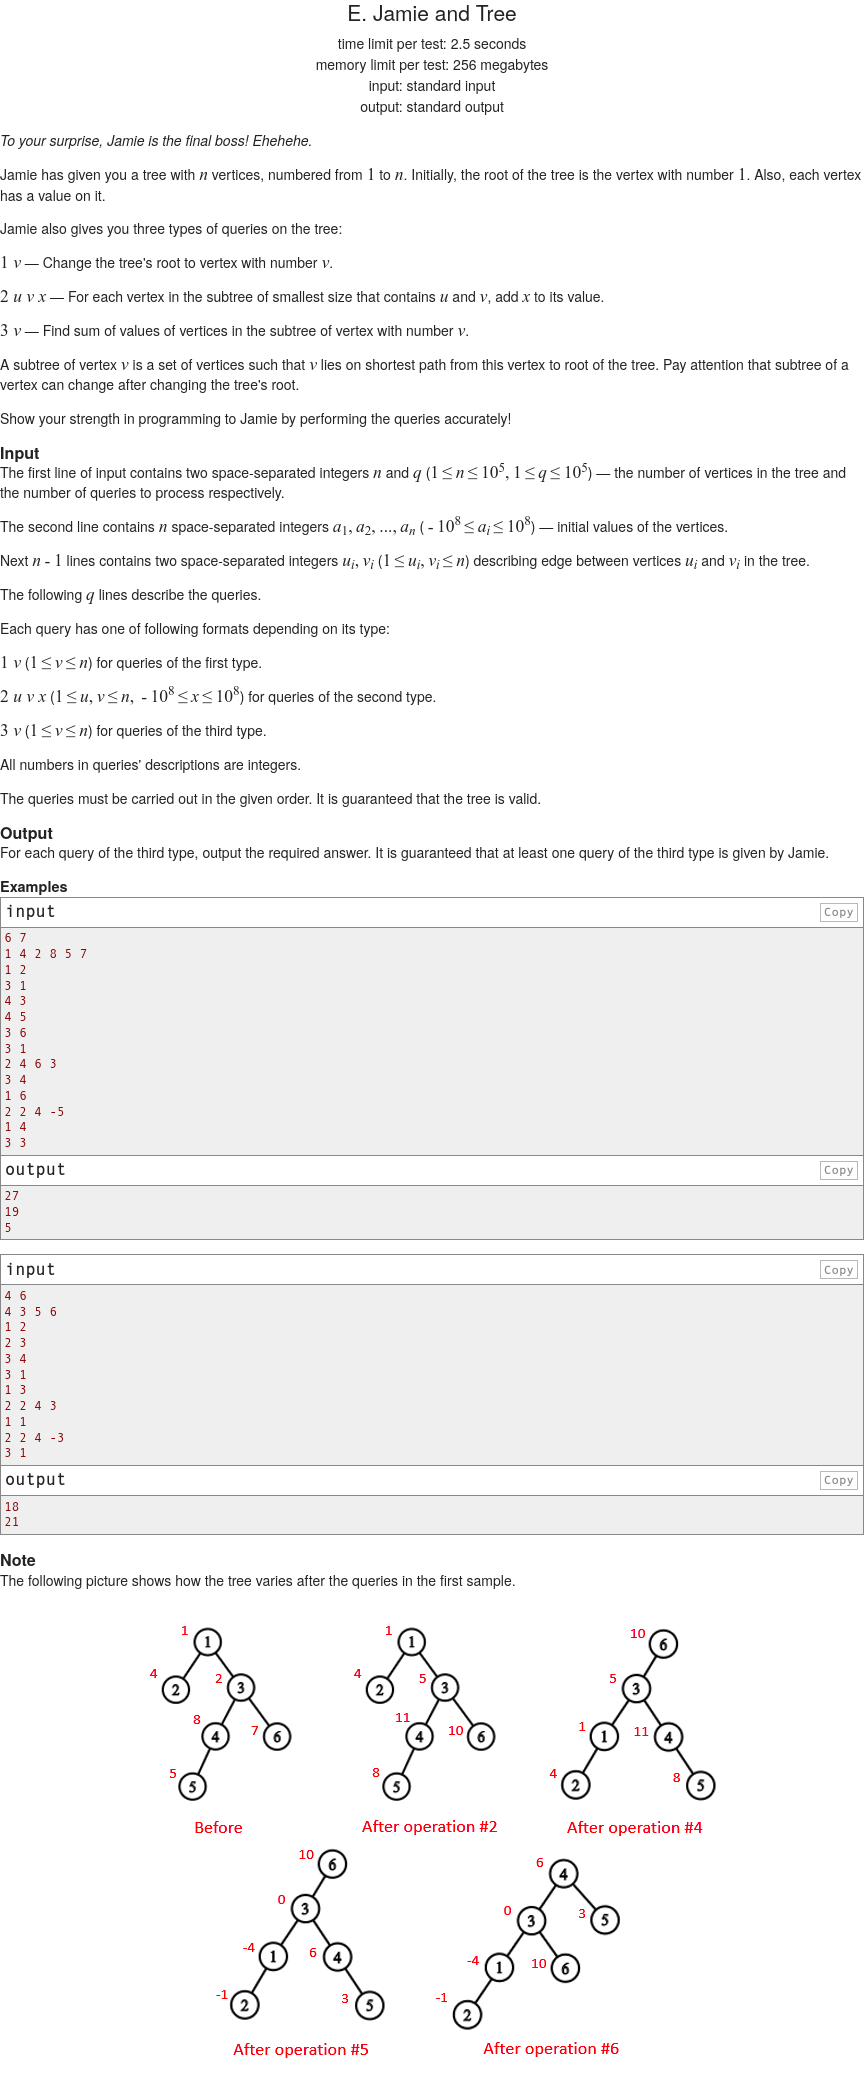 E. Jamie and Tree
time limit per test: 2.5 seconds
memory limit per test: 256 megabytes
input: standard input
output: standard output
To your surprise, Jamie is the final boss! Ehehehe.
Jamie has given you a tree with n vertices, numbered from 1 to n. Initially, the root of the tree is the vertex with number 1. Also, each vertex
has a value on it.
Jamie also gives you three types of queries on the tree:
1 v — Change the tree's root to vertex with number v.
2 u v x — For each vertex in the subtree of smallest size that contains u and v, add x to its value.
3 v — Find sum of values of vertices in the subtree of vertex with number v.
A subtree of vertex v is a set of vertices such that v lies on shortest path from this vertex to root of the tree. Pay attention that subtree of a
vertex can change after changing the tree's root.
Show your strength in programming to Jamie by performing the queries accurately!
Input
The first line of input contains two space-separated integers n and q (1 ≤ n ≤ 10^5, 1 ≤ q ≤ 10^5) — the number of vertices in the tree and
the number of queries to process respectively.
The second line contains n space-separated integers a_1, a_2, ..., a_n ( - 10^8 ≤ a_i ≤ 10^8) — initial values of the vertices.
Next n - 1 lines contains two space-separated integers u_i, v_i (1 ≤ u_i, v_i ≤ n) describing edge between vertices u_i and v_i in the tree.
The following q lines describe the queries.
Each query has one of following formats depending on its type:
1 v (1 ≤ v ≤ n) for queries of the first type.
2 u v x (1 ≤ u, v ≤ n, - 10^8 ≤ x ≤ 10^8) for queries of the second type.
3 v (1 ≤ v ≤ n) for queries of the third type.
All numbers in queries' descriptions are integers.
The queries must be carried out in the given order. It is guaranteed that the tree is valid.
Output
For each query of the third type, output the required answer. It is guaranteed that at least one query of the third type is given by Jamie.
Examples
input Copy
6 7
1 4 2 8 5 7
1 2
3 1
4 3
4 5
3 6
3 1
2 4 6 3
3 4
1 6
2 2 4 -5
1 4
3 3
output Copy
27
19
5
input Copy
4 6
4 3 5 6
1 2
2 3
3 4
3 1
1 3
2 2 4 3
1 1
2 2 4 -3
3 1
output Copy
18
21
Note
The following picture shows how the tree varies after the queries in the first sample.
1 1 1 1 10 6
4 2 2 3 4 2 5 3 5 3
8 4 7 6 11 4 10 6 1 1 11 4
5 5 8 5 4 2 8 5
Before After operation #2 After operation #4
10 6 6 4
0 3 0 3 3 5
-4 1 6 4 -4 1 10 6
-1 2 3 5 -1 2
After operation #5 After operation #6